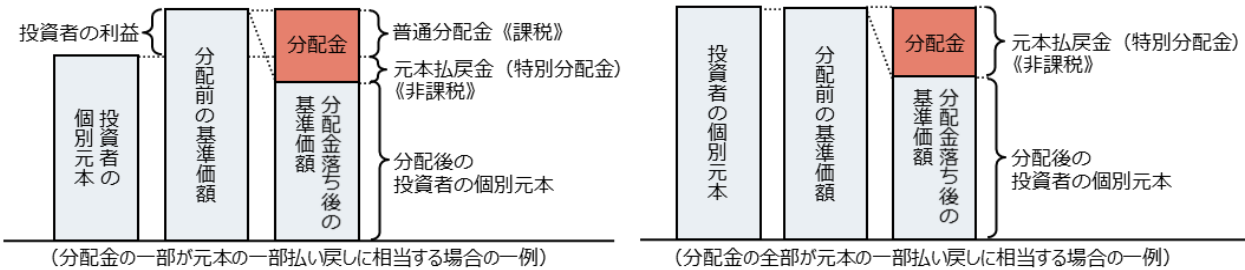 投資者の利益
投資者の
個別元本
分配前の基準価額
分配金
分配金落ち後の
基準価額
普通分配金《課税》
元本払戻金（特別分配金）
《非課税》
分配後の
投資者の個別元本
（分配金の一部が元本の一部払い戻しに相当する場合の一例）
投資者の個別元本
分配前の基準価額
分配金
分配金落ち後の
基準価額
元本払戻金（特別分配金）
《非課税》
分配後の
投資者の個別元本
（分配金の全部が元本の一部払い戻しに相当する場合の一例）